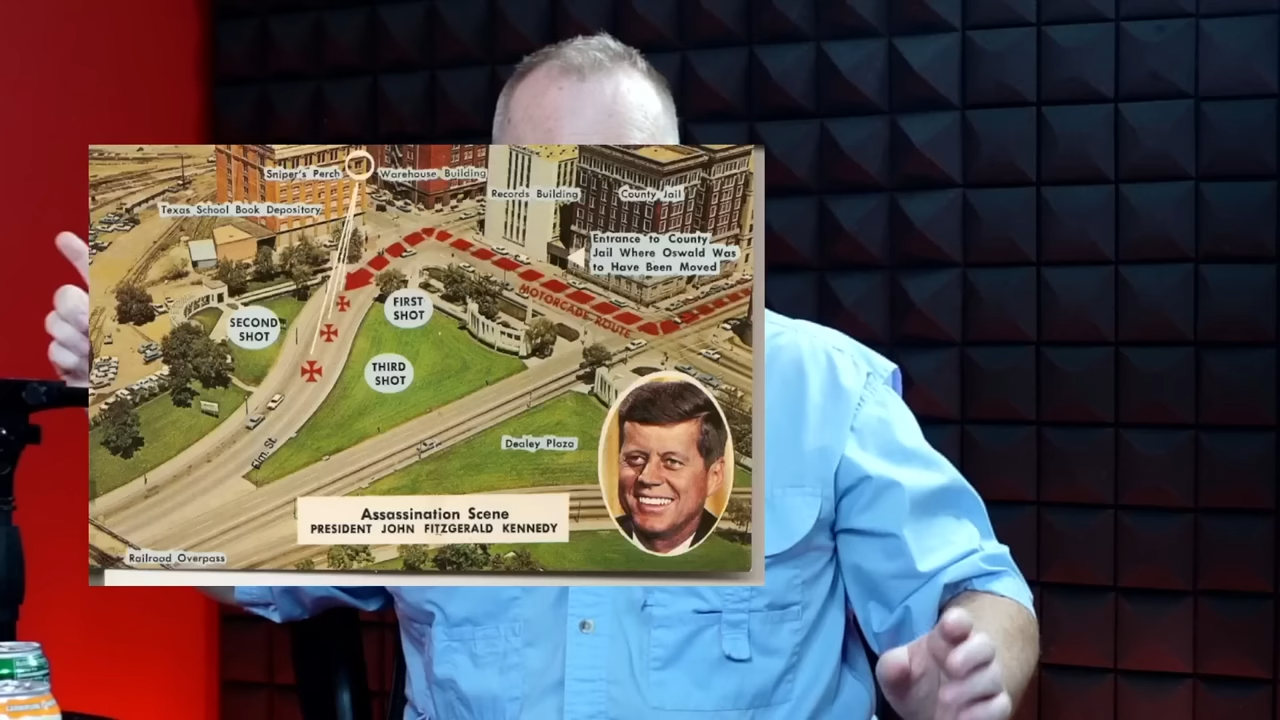 Sniper's Perch
Warehouse Building
Records Building
County Jail
Texas School Book Depository
Entrance to County
Jail Where Oswald Was
to Have Been Moved
MOTORCADE ROUTE
FIRST
SHOT
SECOND
SHOT
THIRD
SHOT
Elm St.
Dealey Plaza
Assassination Scene
PRESIDENT JOHN FITZGERALD KENNEDY
Railroad Overpass